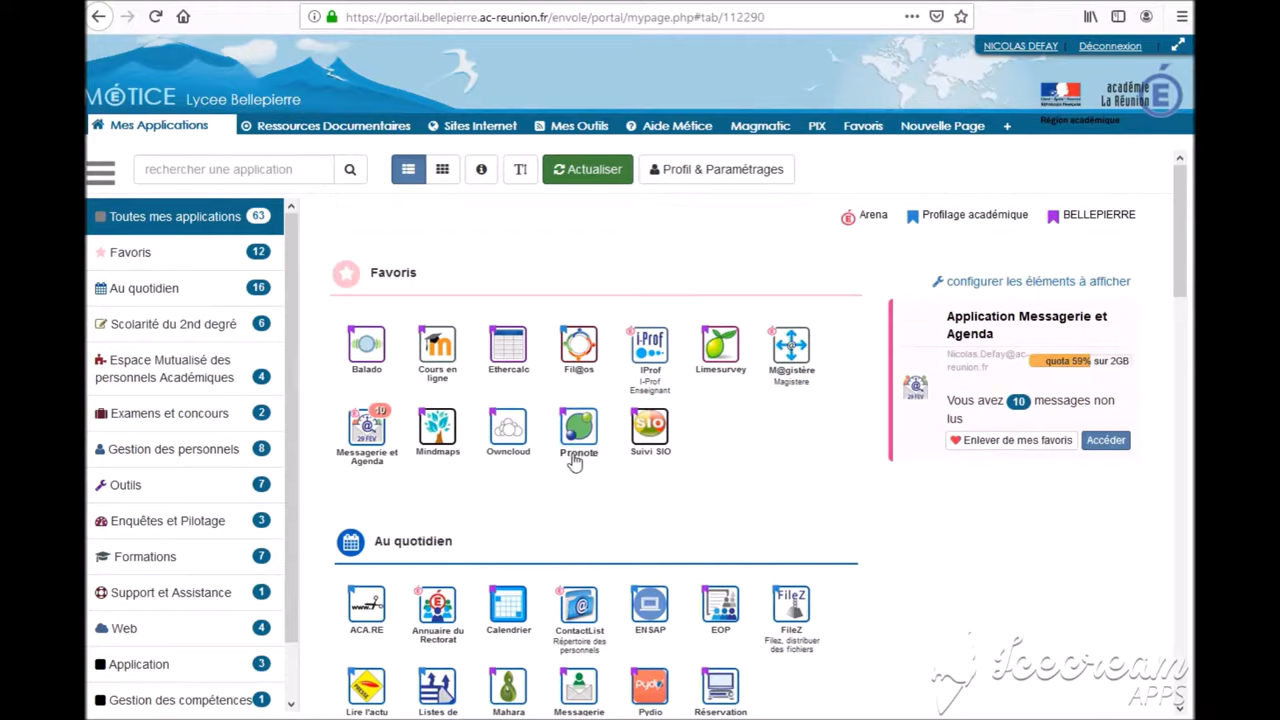 https://portail.bellepierre.ac-reunion.fr/envole/portal/mypage.php#tab/112290
NICOLAS DEFAY Déconnexion
MÉTICE Lycee Bellepierre
académie
La Réunion
Région académique
Mes Applications Ressources Documentaires Sites Internet Mes Outils Aide Métice Magmatic PIX Favoris Nouvelle Page +
rechercher une application Actualiser Profil & Paramétrages
Toutes mes applications 63
Favoris 12
Au quotidien 16
Scolarité du 2nd degré 6
Espace Mutualisé des
personnels Académiques 4
Examens et concours 2
Gestion des personnels 8
Outils 7
Enquêtes et Pilotage 3
Formations 7
Support et Assistance 1
Web 4
Application 3
Gestion des compétences 1
Arena Profilage académique BELLEPIERRE
Favoris
Balado Cours en Ethercalc Fil@os IProf Limesurvey M@gistère
ligne I-Prof Magistere
Enseignant
10
29 FEV
Messagerie et Mindmaps Owncloud Pronote Suivi SIO
Agenda
configurer les éléments à afficher
Application Messagerie et
Agenda
Nicolas.Defay@ac-
reunion.fr
quota 59% sur 2GB
29 FEV
Vous avez 10 messages non
lus
Enlever de mes favoris Accéder
Au quotidien
ACA.RE Annuaire du Calendrier ContactList ENSAP EOP FileZ
Rectorat Répertoire des Filez, distribuer
personnels des fichiers
Lire l'actu Listes de Mahara Messagerie Pydio Réservation
Icecream
APPS